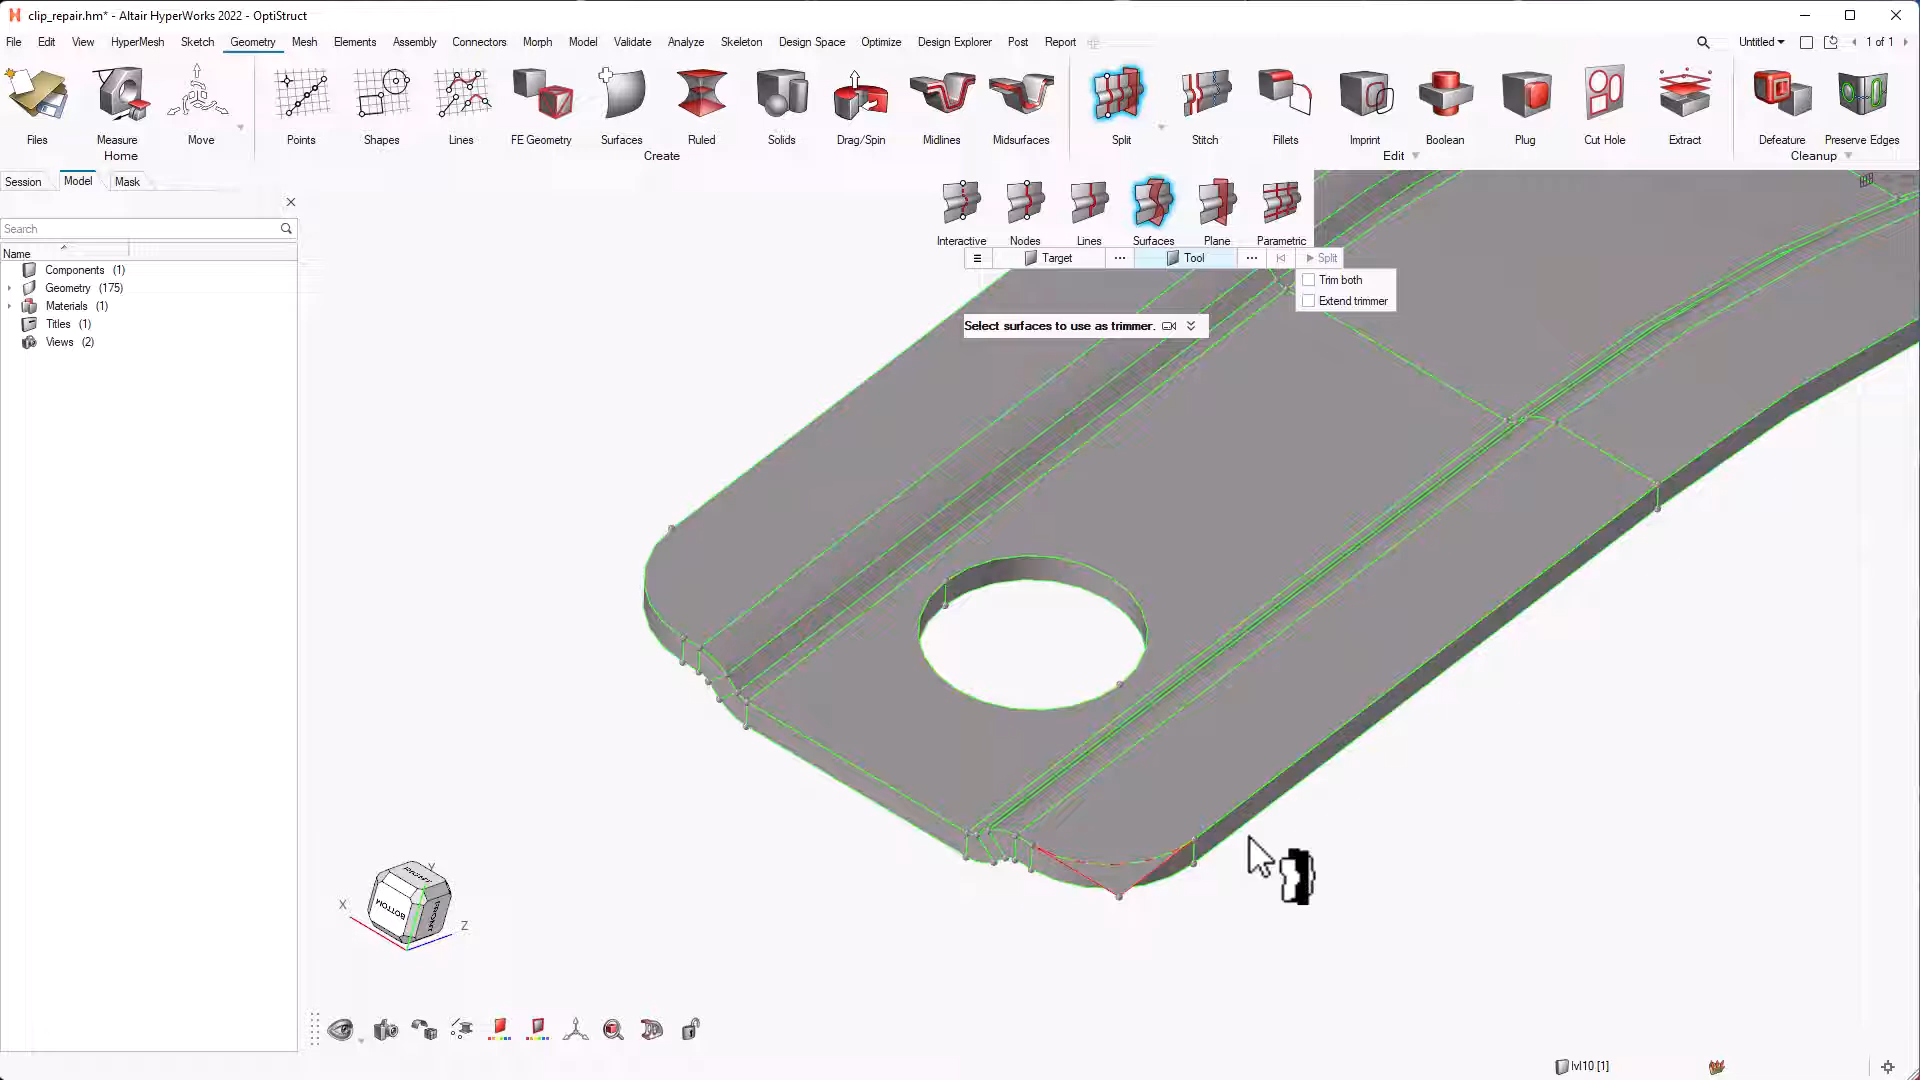 clip_repair.hm* - Altair HyperWorks 2022 - OptiStruct
File Edit View HyperMesh Sketch Geometry Mesh Elements Assembly Connectors Morph Model Validate Analyze Skeleton Design Space Optimize Design Explorer Post Report Untitled 1 of 1
Files Measure Move Points Shapes Lines FE Geometry Surfaces Ruled Solids Drag/Spin Midlines Midsurfaces Split Stitch Fillets Imprint Boolean Plug Cut Hole Extract Defeature Preserve Edges
Home Create Edit Cleanup
Session Model Mask
Search
Name
Components (1)
Geometry (175)
Materials (1)
Titles (1)
Views (2)
Interactive Nodes Lines Surfaces Plane Parametric
Target Tool Split
Trim both
Extend trimmer
Select surfaces to use as trimmer.
Y
X
Z
BOTTOM
lvl10 [1]